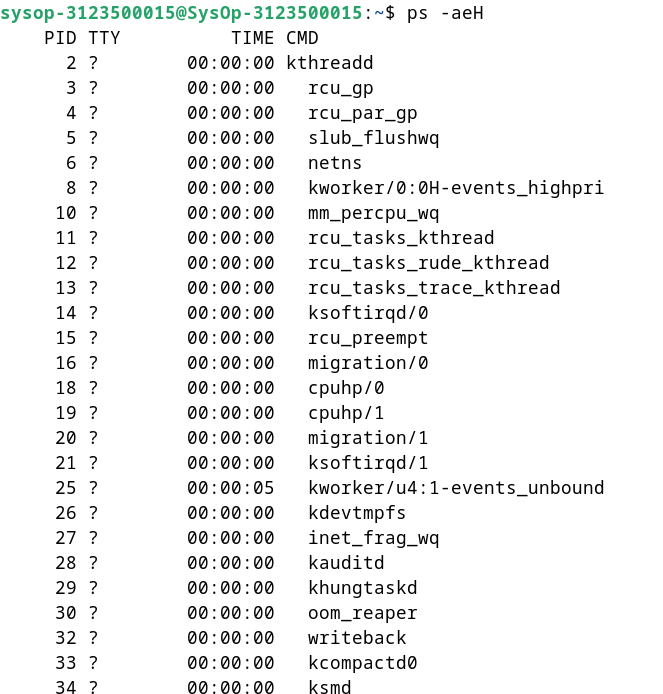 sysop-3123500015@SysOp-3123500015:~$ ps -aeH
    PID TTY          TIME CMD
      2 ?        00:00:00 kthreadd
      3 ?        00:00:00   rcu_gp
      4 ?        00:00:00   rcu_par_gp
      5 ?        00:00:00   slub_flushwq
      6 ?        00:00:00   netns
      8 ?        00:00:00   kworker/0:0H-events_highpri
     10 ?        00:00:00   mm_percpu_wq
     11 ?        00:00:00   rcu_tasks_kthread
     12 ?        00:00:00   rcu_tasks_rude_kthread
     13 ?        00:00:00   rcu_tasks_trace_kthread
     14 ?        00:00:00   ksoftirqd/0
     15 ?        00:00:00   rcu_preempt
     16 ?        00:00:00   migration/0
     18 ?        00:00:00   cpuhp/0
     19 ?        00:00:00   cpuhp/1
     20 ?        00:00:00   migration/1
     21 ?        00:00:00   ksoftirqd/1
     25 ?        00:00:05   kworker/u4:1-events_unbound
     26 ?        00:00:00   kdevtmpfs
     27 ?        00:00:00   inet_frag_wq
     28 ?        00:00:00   kauditd
     29 ?        00:00:00   khungtaskd
     30 ?        00:00:00   oom_reaper
     32 ?        00:00:00   writeback
     33 ?        00:00:00   kcompactd0
     34 ?        00:00:00   ksmd